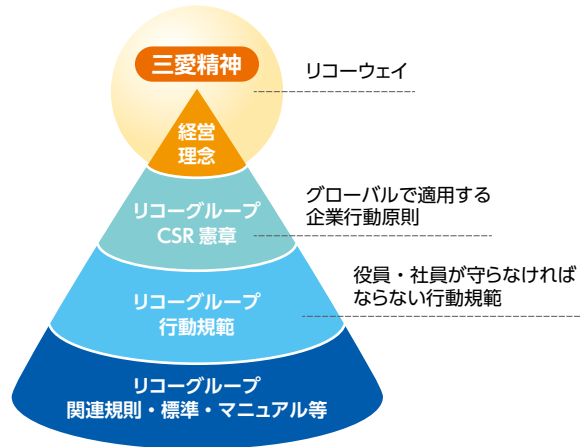 三愛精神
リコーウェイ
経営
理念
リコーグループ
CSR 憲章
グローバルで適用する
企業行動原則
リコーグループ
行動規範
役員・社員が守らなければ
ならない行動規範
リコーグループ
関連規則・標準・マニュアル等